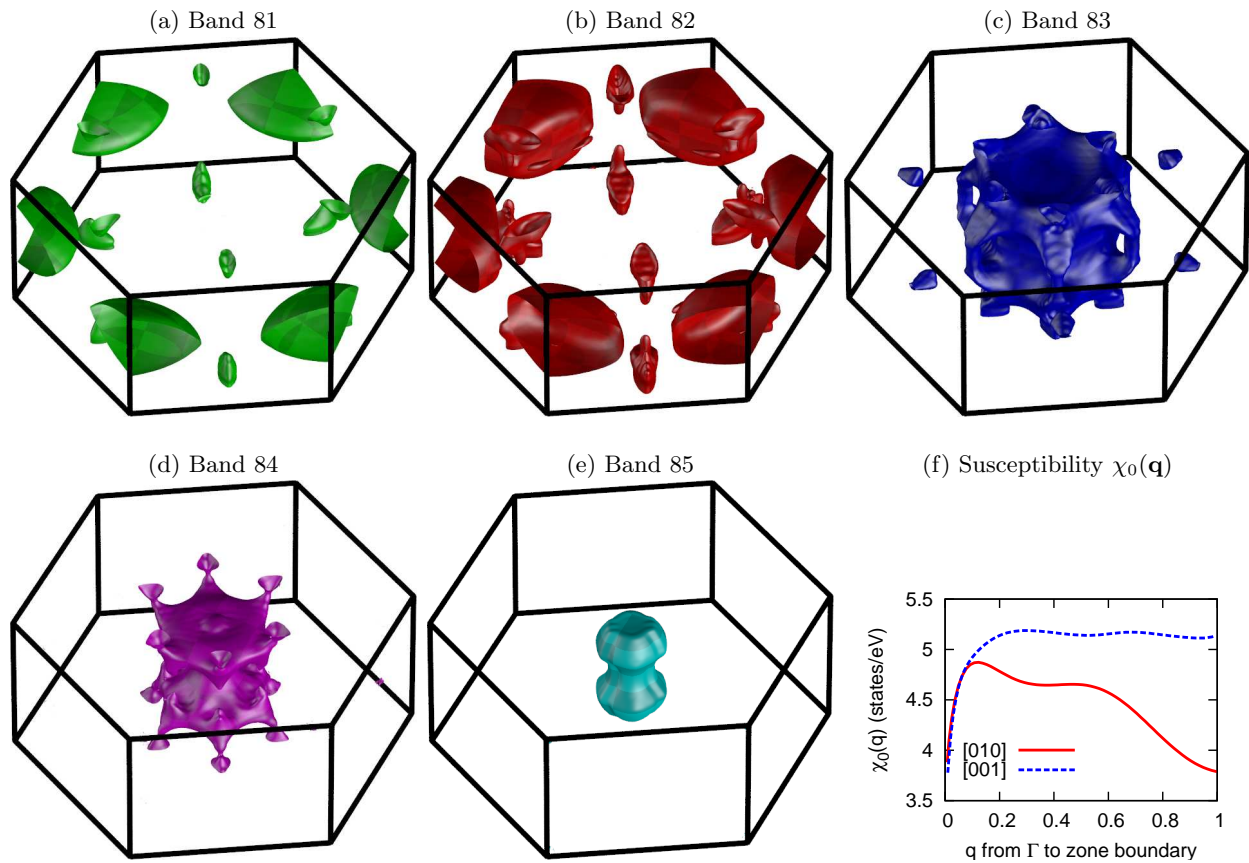 (a) Band 81
(b) Band 82
(c) Band 83
(d) Band 84
(e) Band 85
(f) Susceptibility χ₀(q)
5.5
5
4.5
4
3.5
χ₀(q) (states/eV)
[010]
[001]
0 0.2 0.4 0.6 0.8 1
q from Γ to zone boundary